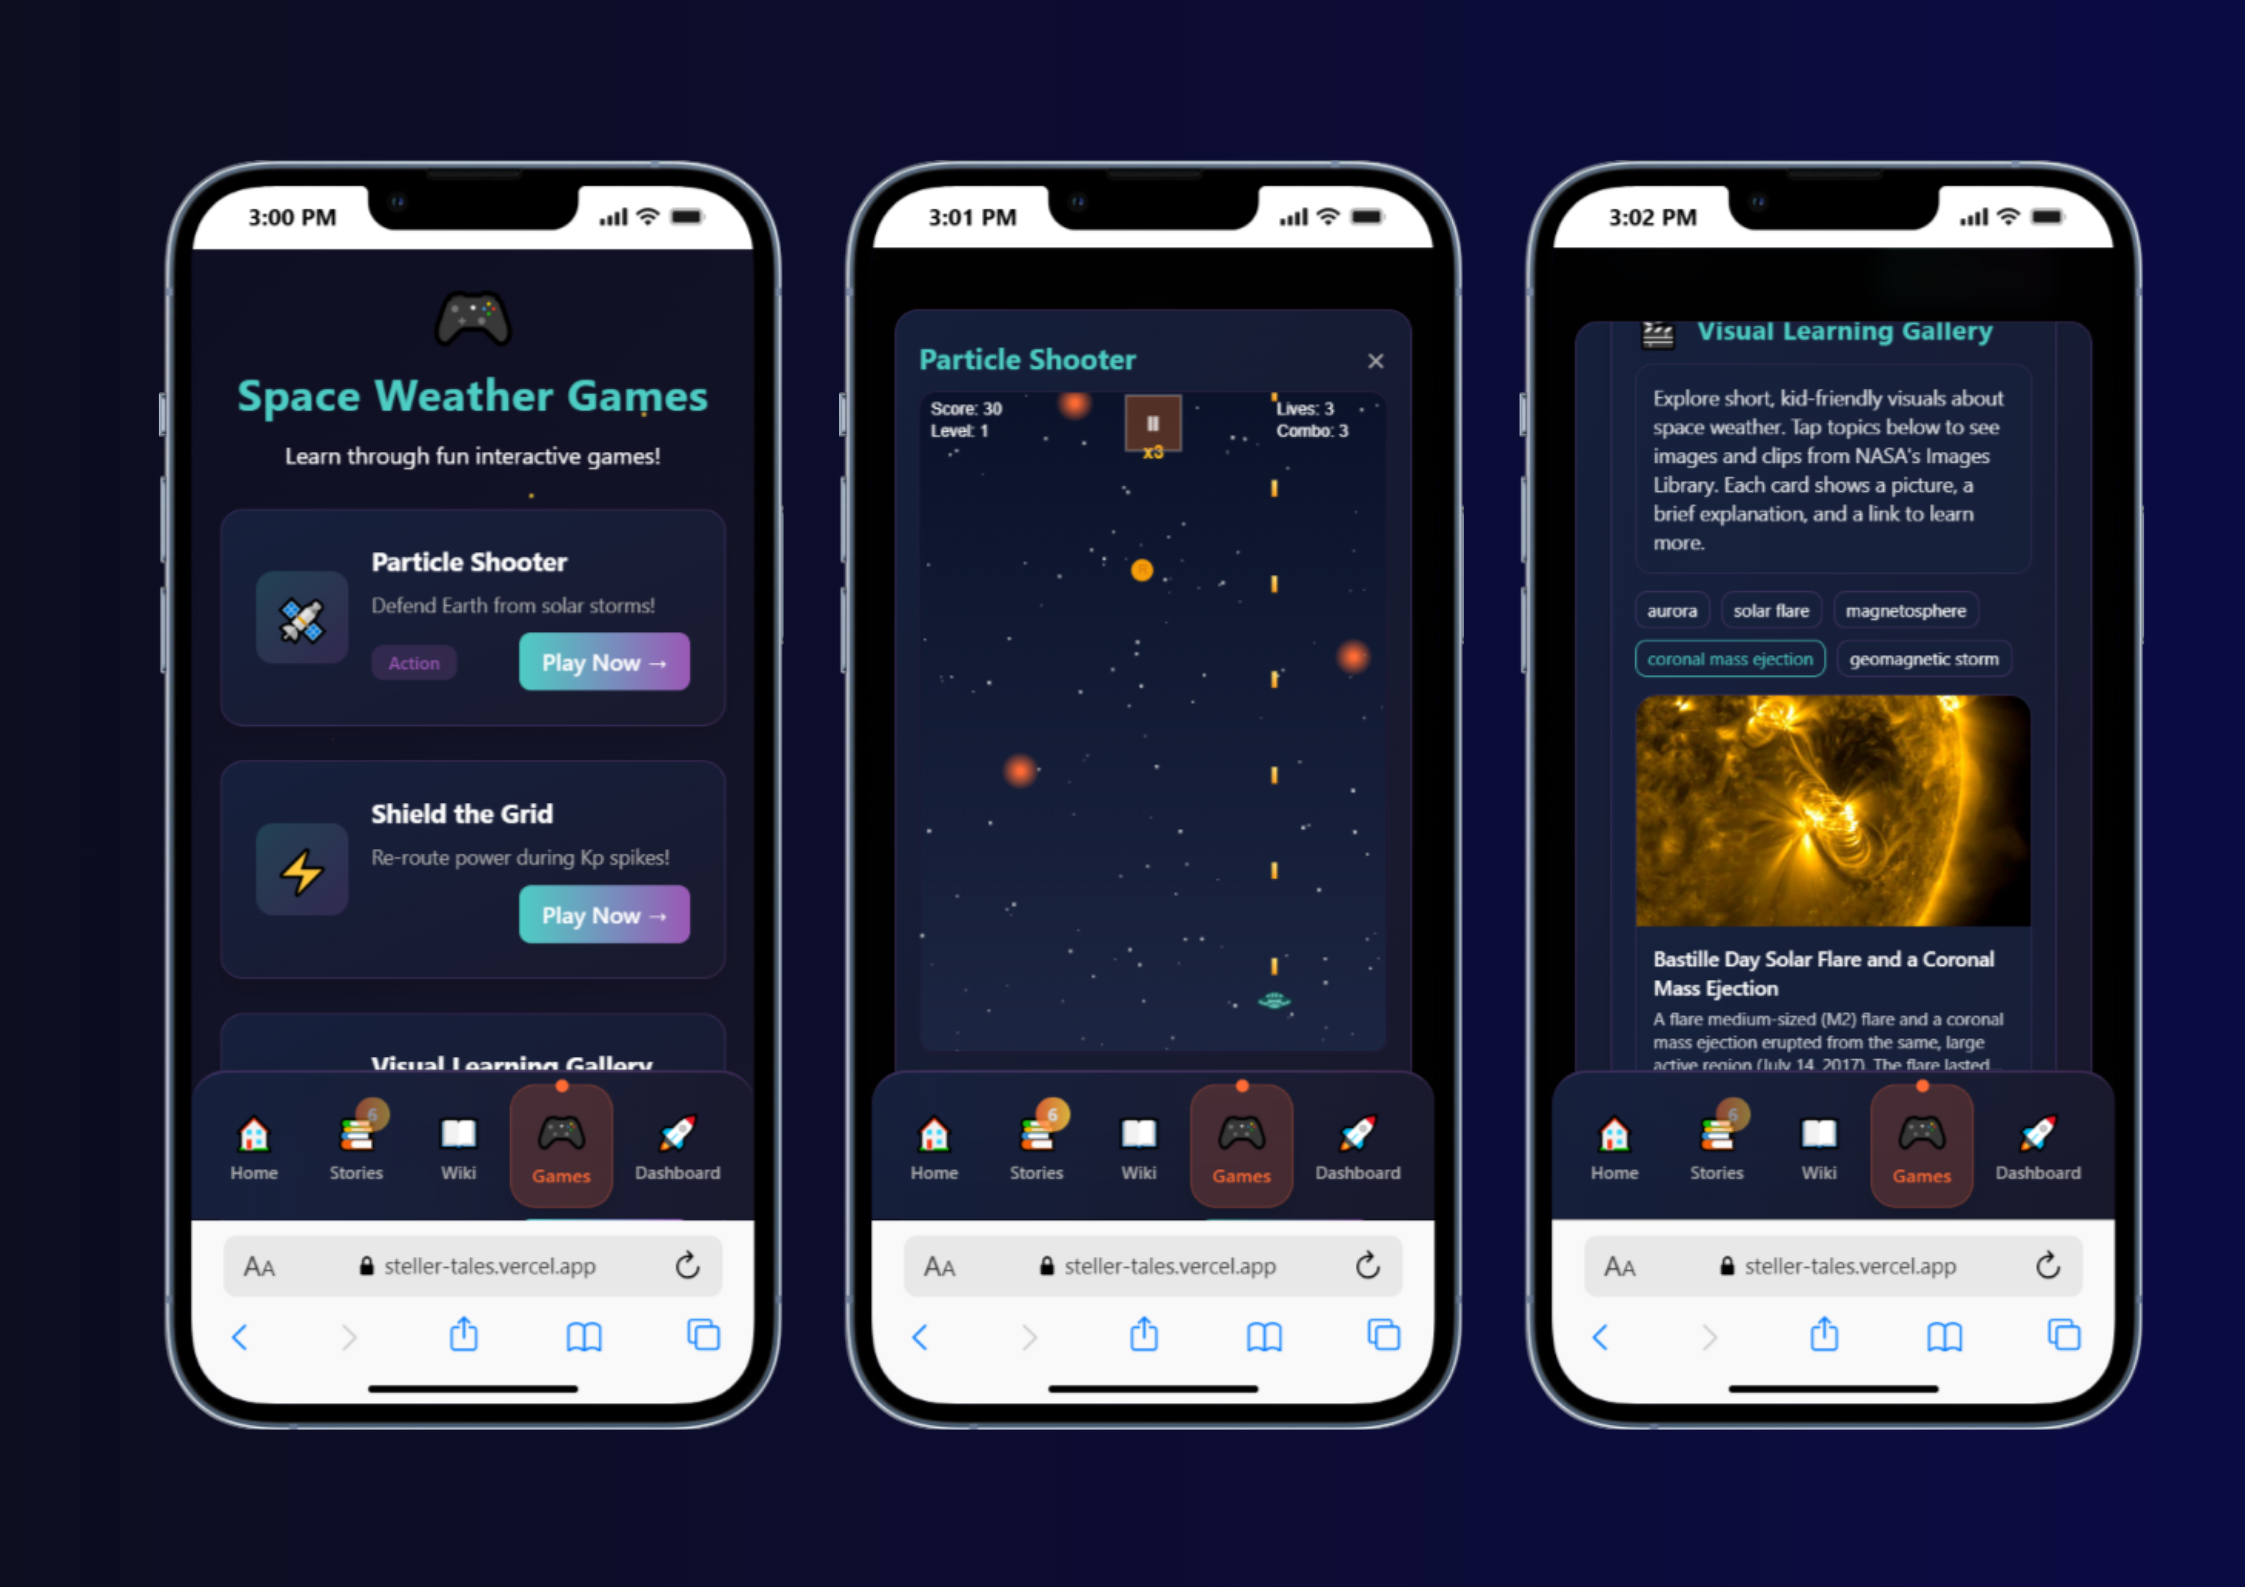 3:00 PM
Space Weather Games
Learn through fun interactive games!
Particle Shooter
Defend Earth from solar storms!
Action
Play Now →
Shield the Grid
Re-route power during Kp spikes!
Play Now →
Visual Learning Gallery
6
Home
Stories
Wiki
Games
Dashboard
AA
steller-tales.vercel.app
3:01 PM
Particle Shooter
Score: 30
Lives: 3
Level: 1
Combo: 3
x3
R
6
Home
Stories
Wiki
Games
Dashboard
AA
steller-tales.vercel.app
3:02 PM
Visual Learning Gallery
Explore short, kid-friendly visuals about
space weather. Tap topics below to see
images and clips from NASA's Images
Library. Each card shows a picture, a
brief explanation, and a link to learn
more.
aurora
solar flare
magnetosphere
coronal mass ejection
geomagnetic storm
Bastille Day Solar Flare and a Coronal
Mass Ejection
A flare medium-sized (M2) flare and a coronal
mass ejection erupted from the same, large
active region (July 14, 2017). The flare lasted...
6
Home
Stories
Wiki
Games
Dashboard
AA
steller-tales.vercel.app